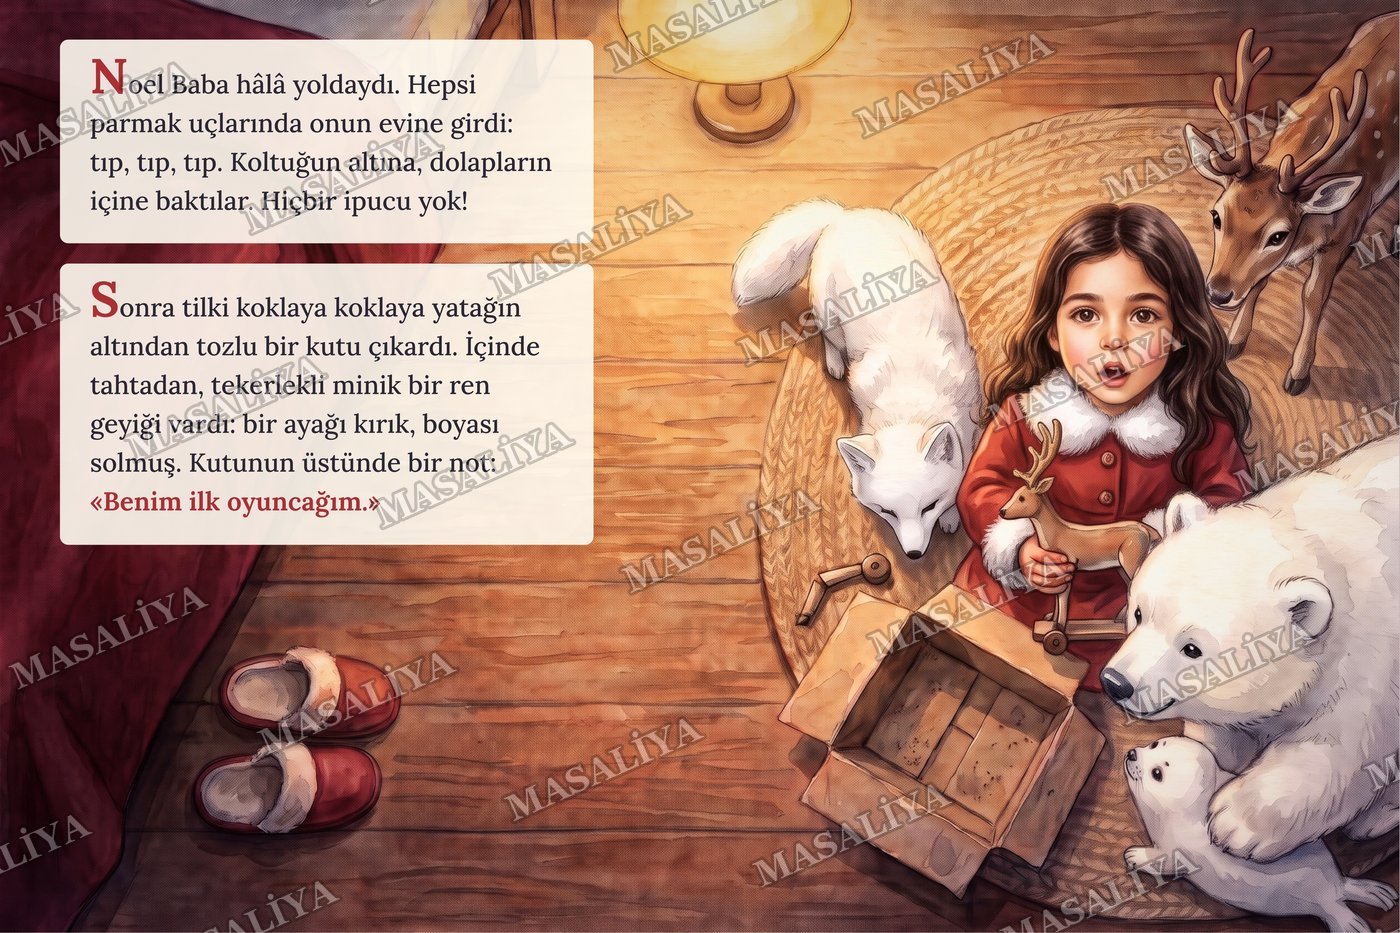 Noel Baba hâlâ yoldaydı. Hepsi
parmak uçlarında onun evine girdi:
tıp, tıp, tıp. Koltuğun altına, dolapların
içine baktılar. Hiçbir ipucu yok!
Sonra tilki koklaya koklaya yatağın
altından tozlu bir kutu çıkardı. İçinde
tahtadan, tekerlekli minik bir ren
geyiği vardı: bir ayağı kırık, boyası
solmuş. Kutunun üstünde bir not:
«Benim ilk oyuncağım.»
MASALİYA